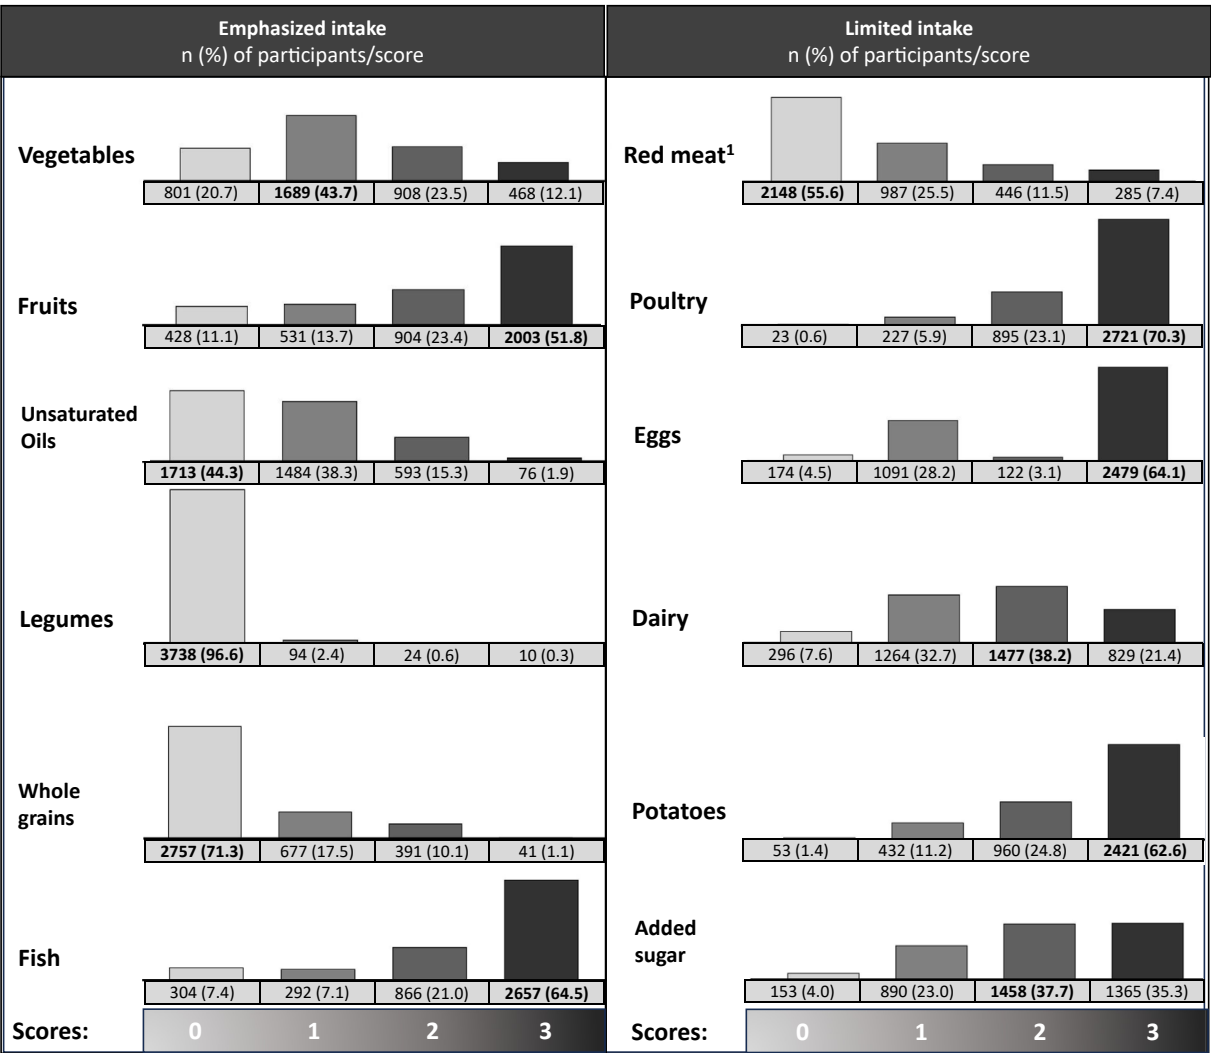 Emphasized intake
n (%) of participants/score
Limited intake
n (%) of participants/score
Vegetables
801 (20.7) 1689 (43.7) 908 (23.5) 468 (12.1)
Red meat1
2148 (55.6) 987 (25.5) 446 (11.5) 285 (7.4)
Fruits
428 (11.1) 531 (13.7) 904 (23.4) 2003 (51.8)
Poultry
23 (0.6) 227 (5.9) 895 (23.1) 2721 (70.3)
Unsaturated
Oils
1713 (44.3) 1484 (38.3) 593 (15.3) 76 (1.9)
Eggs
174 (4.5) 1091 (28.2) 122 (3.1) 2479 (64.1)
Legumes
3738 (96.6) 94 (2.4) 24 (0.6) 10 (0.3)
Dairy
296 (7.6) 1264 (32.7) 1477 (38.2) 829 (21.4)
Whole
grains
2757 (71.3) 677 (17.5) 391 (10.1) 41 (1.1)
Potatoes
53 (1.4) 432 (11.2) 960 (24.8) 2421 (62.6)
Fish
304 (7.4) 292 (7.1) 866 (21.0) 2657 (64.5)
Added
sugar
153 (4.0) 890 (23.0) 1458 (37.7) 1365 (35.3)
Scores: 0 1 2 3
Scores: 0 1 2 3